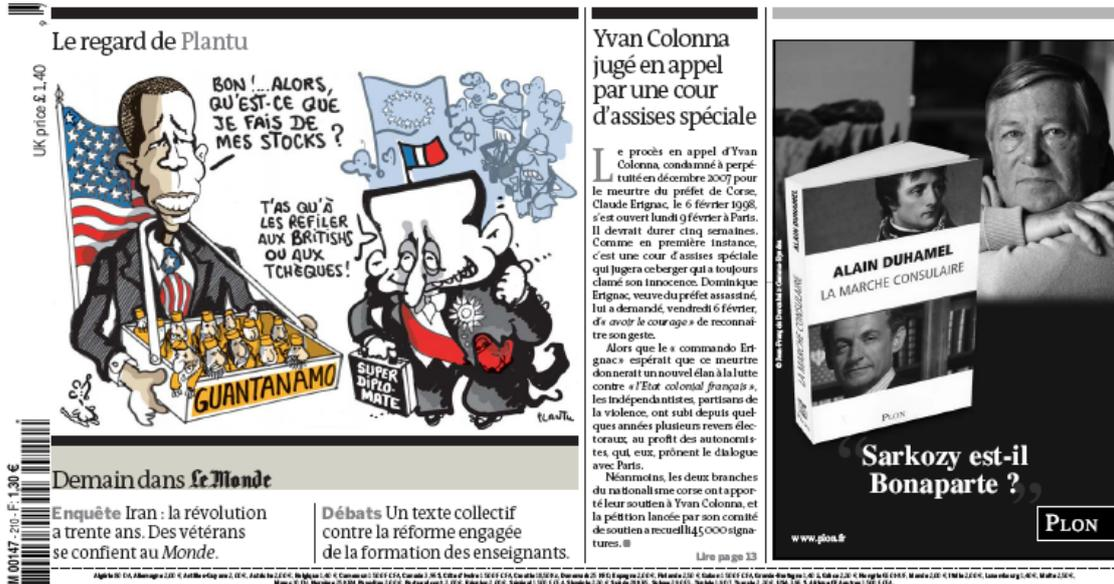 Le regard de Plantu
UK price £ 1,40
BON !...ALORS,
QU'EST-CE QUE
JE FAIS DE
MES STOCKS ?
T'AS QU'À
LES REFILER
AUX BRITISHS
OU AUX
TCHÈQUES !
GUANTANAMO
SUPER
DIPLO-
MATE
PLANTU
Demain dans Le Monde
Enquête Iran : la révolution
a trente ans. Des vétérans
se confient au Monde.
Débats Un texte collectif
contre la réforme engagée
de la formation des enseignants.
M 00147 - 210 - F: 1,30 €
Yvan Colonna
jugé en appel
par une cour
d'assises spéciale
Le procès en appel d'Yvan
Colonna, condamné à perpé-
tuité en décembre 2007 pour
le meurtre du préfet de Corse,
Claude Erignac, le 6 février 1998,
s'est ouvert lundi 9 février à Paris.
Il devrait durer cinq semaines.
Comme en première instance,
c'est une cour d'assises spéciale
qui jugera ce berger qui a toujours
clamé son innocence. Dominique
Erignac, veuve du préfet assassiné,
lui a demandé, vendredi 6 février,
d'« avoir le courage » de reconnaî-
tre son geste.
Alors que le « commando Eri-
gnac » espérait que ce meurtre
donnerait un nouvel élan à la lutte
contre « l'Etat colonial français »,
les indépendantistes, partisans de
la violence, ont subi depuis quel-
ques années plusieurs revers élec-
toraux, au profit des autonomis-
tes, qui, eux, prônent le dialogue
avec Paris.
Néanmoins, les deux branches
du nationalisme corse ont appor-
té leur soutien à Yvan Colonna, et
la pétition lancée par son comité
de soutien a recueilli 45 000 signa-
tures.
Lire page 13
ALAIN DUHAMEL
LA MARCHE CONSULAIRE
ALAIN DUHAMEL
LA MARCHE CONSULAIRE
PLON
“Sarkozy est-il
Bonaparte ?”
www.plon.fr
PLON